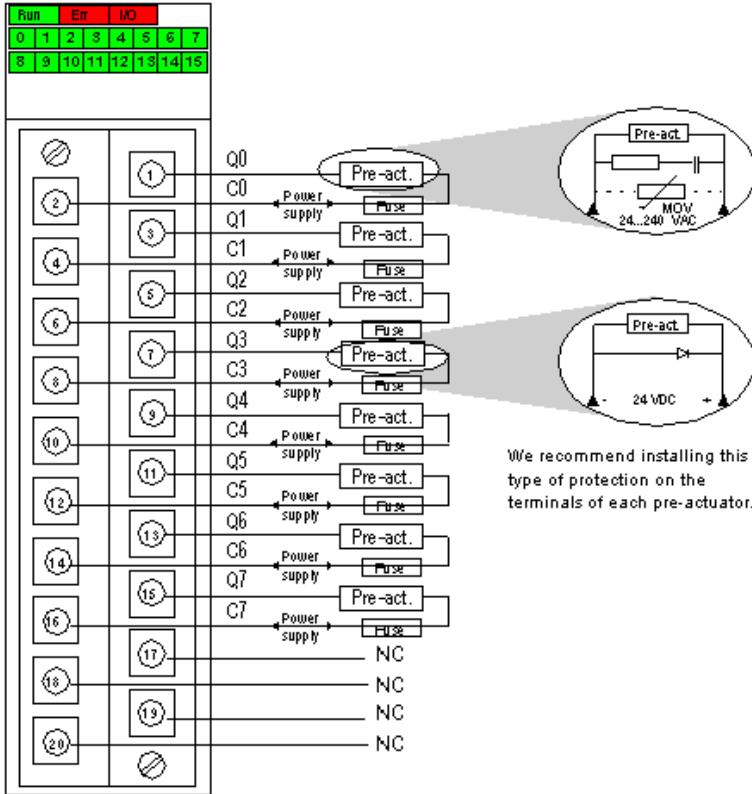 Run Err I/O
0 1 2 3 4 5 6 7
8 9 10 11 12 13 14 15
1 Q0 Pre-act.
2 C0 Power supply Fuse
3 Q1 Pre-act.
4 C1 Power supply Fuse
5 Q2 Pre-act.
6 C2 Power supply Fuse
7 Q3 Pre-act.
8 C3 Power supply Fuse
9 Q4 Pre-act.
10 C4 Power supply Fuse
11 Q5 Pre-act.
12 C5 Power supply Fuse
13 Q6 Pre-act.
14 C6 Power supply Fuse
15 Q7 Pre-act.
16 C7 Power supply Fuse
17 NC
18 NC
19 NC
20 NC
Pre-act.
MOV
24...240 VAC
Pre-act.
- 24 VDC +
We recommend installing this
type of protection on the
terminals of each pre-actuator.